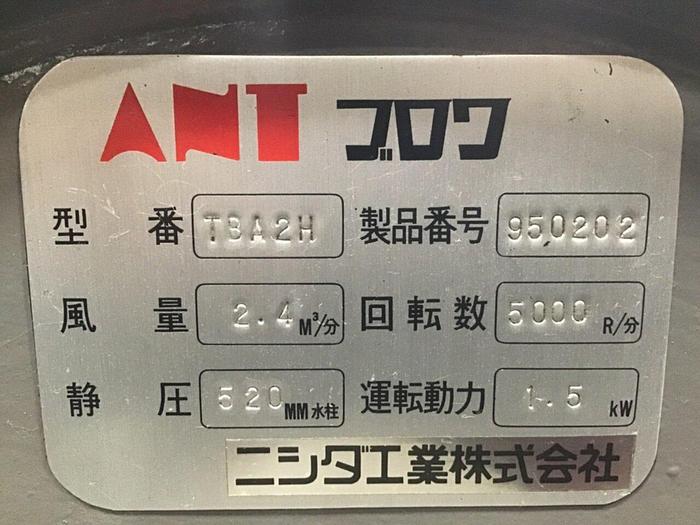 ANT ブロワ
型 番 TBA2H 製品番号 950202
風 量 2.4 M³/分 回転数 5000 R/分
静 圧 520 MM水柱 運転動力 1.5 kW
ニシダ工業株式会社